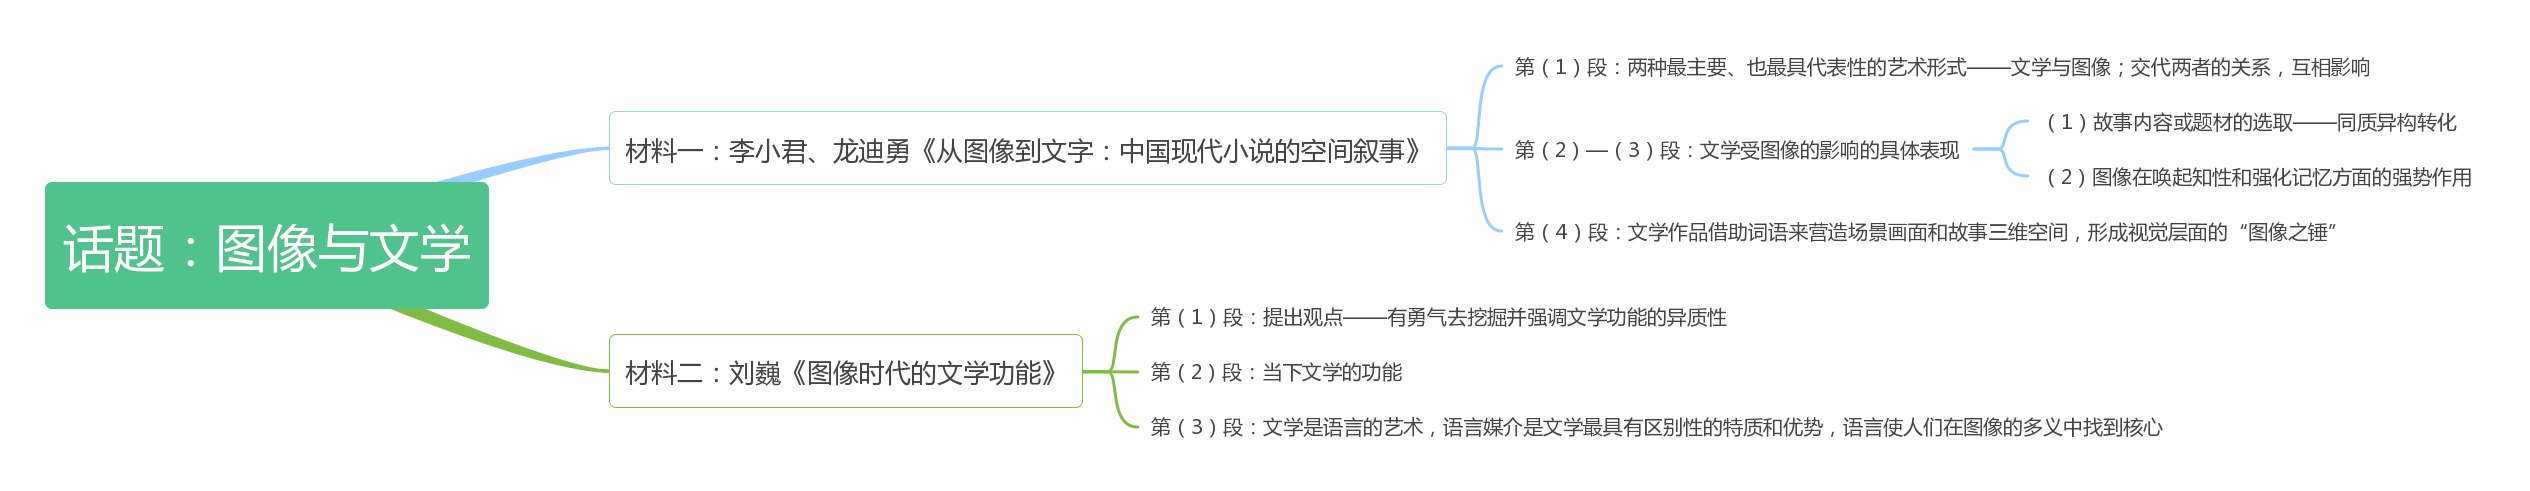 话题：图像与文学
材料一：李小君、龙迪勇《从图像到文字：中国现代小说的空间叙事》
第（1）段：两种最主要、也最具代表性的艺术形式——文学与图像；交代两者的关系，互相影响
第（2）—（3）段：文学受图像的影响的具体表现
（1）故事内容或题材的选取——同质异构转化
（2）图像在唤起知性和强化记忆方面的强势作用
第（4）段：文学作品借助词语来营造场景画面和故事三维空间，形成视觉层面的“图像之锤”
材料二：刘巍《图像时代的文学功能》
第（1）段：提出观点——有勇气去挖掘并强调文学功能的异质性
第（2）段：当下文学的功能
第（3）段：文学是语言的艺术，语言媒介是文学最具有区别性的特质和优势，语言使人们在图像的多义中找到核心